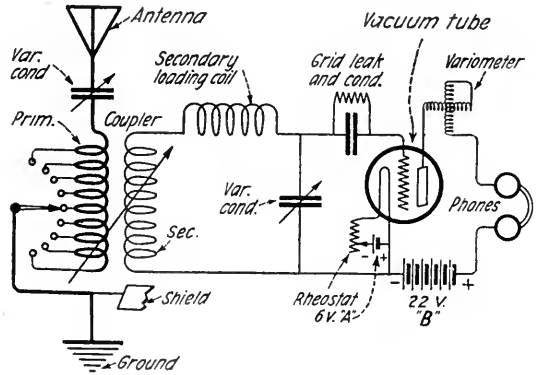 Antenna
Vacuum tube
Var.
cond
Secondary
loading coil
Grid leak
and cond.
Variometer
Prim.
Coupler
Var.
cond.
Phones
Sec.
Shield
Rheostat
- +
6 V. "A"
- +
22 V.
"B"
Ground